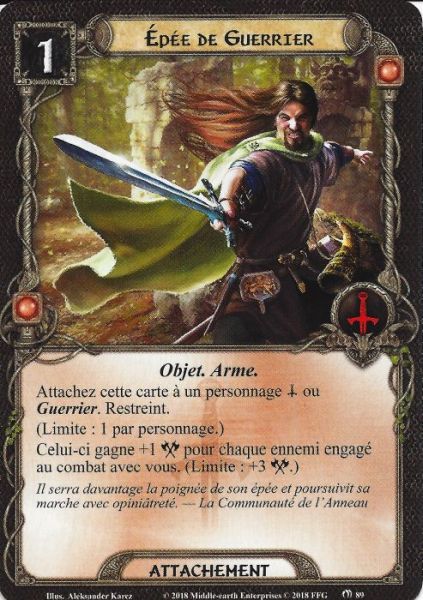 1
Épée de Guerrier
Objet. Arme.
Attachez cette carte à un personnage ou
Guerrier. Restreint.
(Limite : 1 par personnage.)
Celui-ci gagne +1 pour chaque ennemi engagé
au combat avec vous. (Limite : +3 .)
Il serra davantage la poignée de son épée et poursuivit sa
marche avec opiniâtreté. — La Communauté de l'Anneau
ATTACHEMENT
Illus. Aleksander Karcz © 2018 Middle-earth Enterprises © 2018 FFG 89